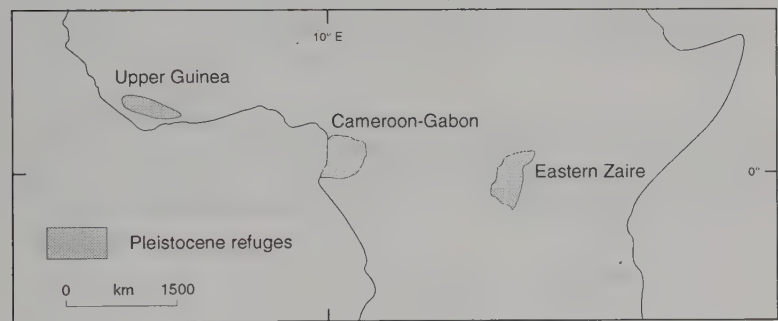 10° E
Upper Guinea
Cameroon-Gabon
Eastern Zaire
0°
Pleistocene refuges
0 km 1500